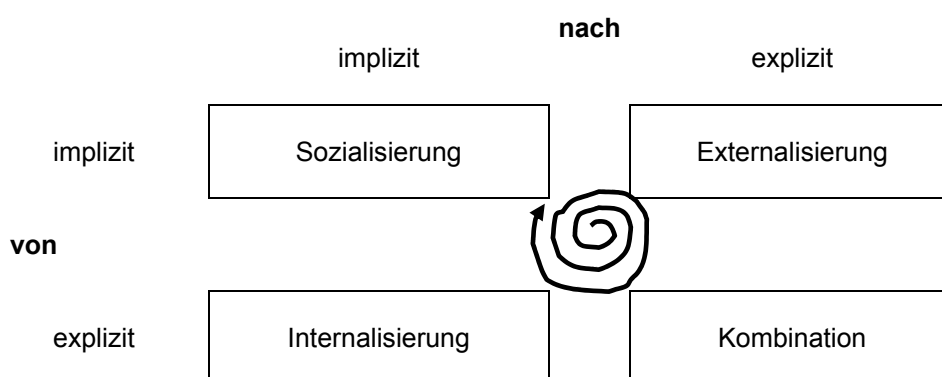 nach
implizit explizit
implizit Sozialisierung Externalisierung
von
explizit Internalisierung Kombination